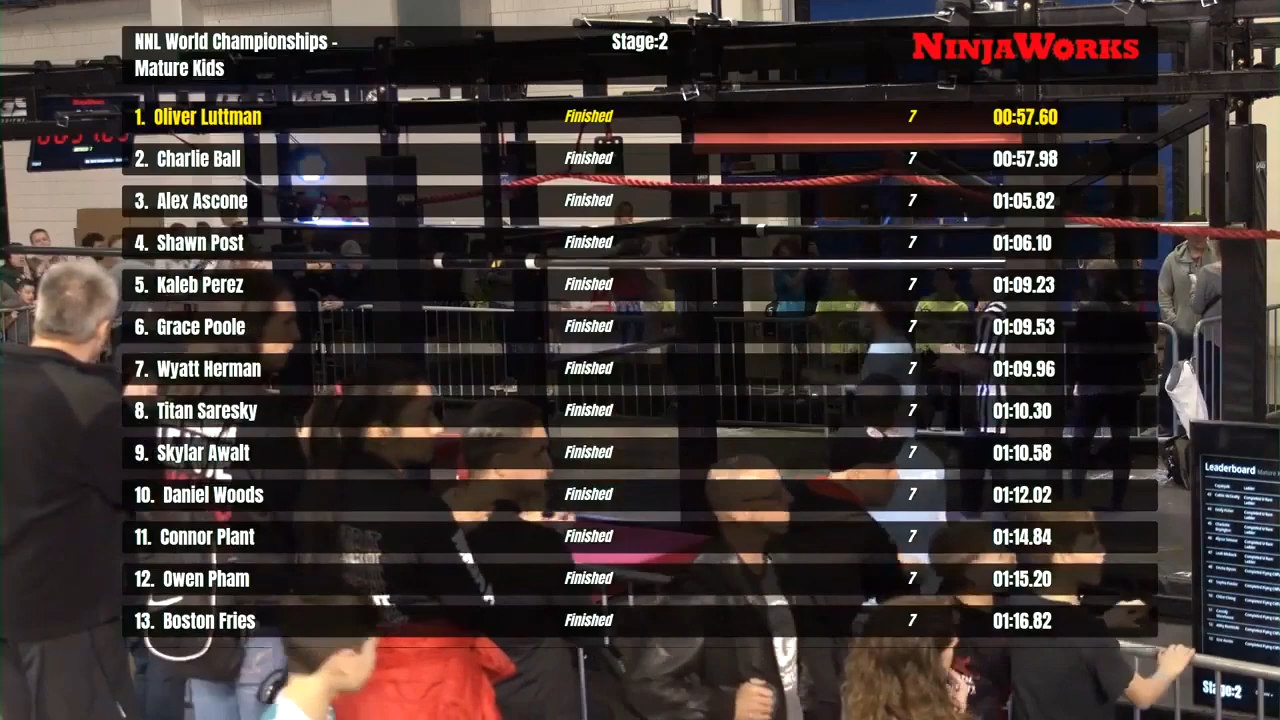 NNL World Championships -
Mature Kids
Stage:2
NINJAWORKS
1. Oliver Luttman Finished 7 00:57.60
2. Charlie Ball Finished 7 00:57.98
3. Alex Ascone Finished 7 01:05.82
4. Shawn Post Finished 7 01:06.10
5. Kaleb Perez Finished 7 01:09.23
6. Grace Poole Finished 7 01:09.53
7. Wyatt Herman Finished 7 01:09.96
8. Titan Saresky Finished 7 01:10.30
9. Skylar Awalt Finished 7 01:10.58
10. Daniel Woods Finished 7 01:12.02
11. Connor Plant Finished 7 01:14.84
12. Owen Pham Finished 7 01:15.20
13. Boston Fries Finished 7 01:16.82
Leaderboard Mature
Stage:2